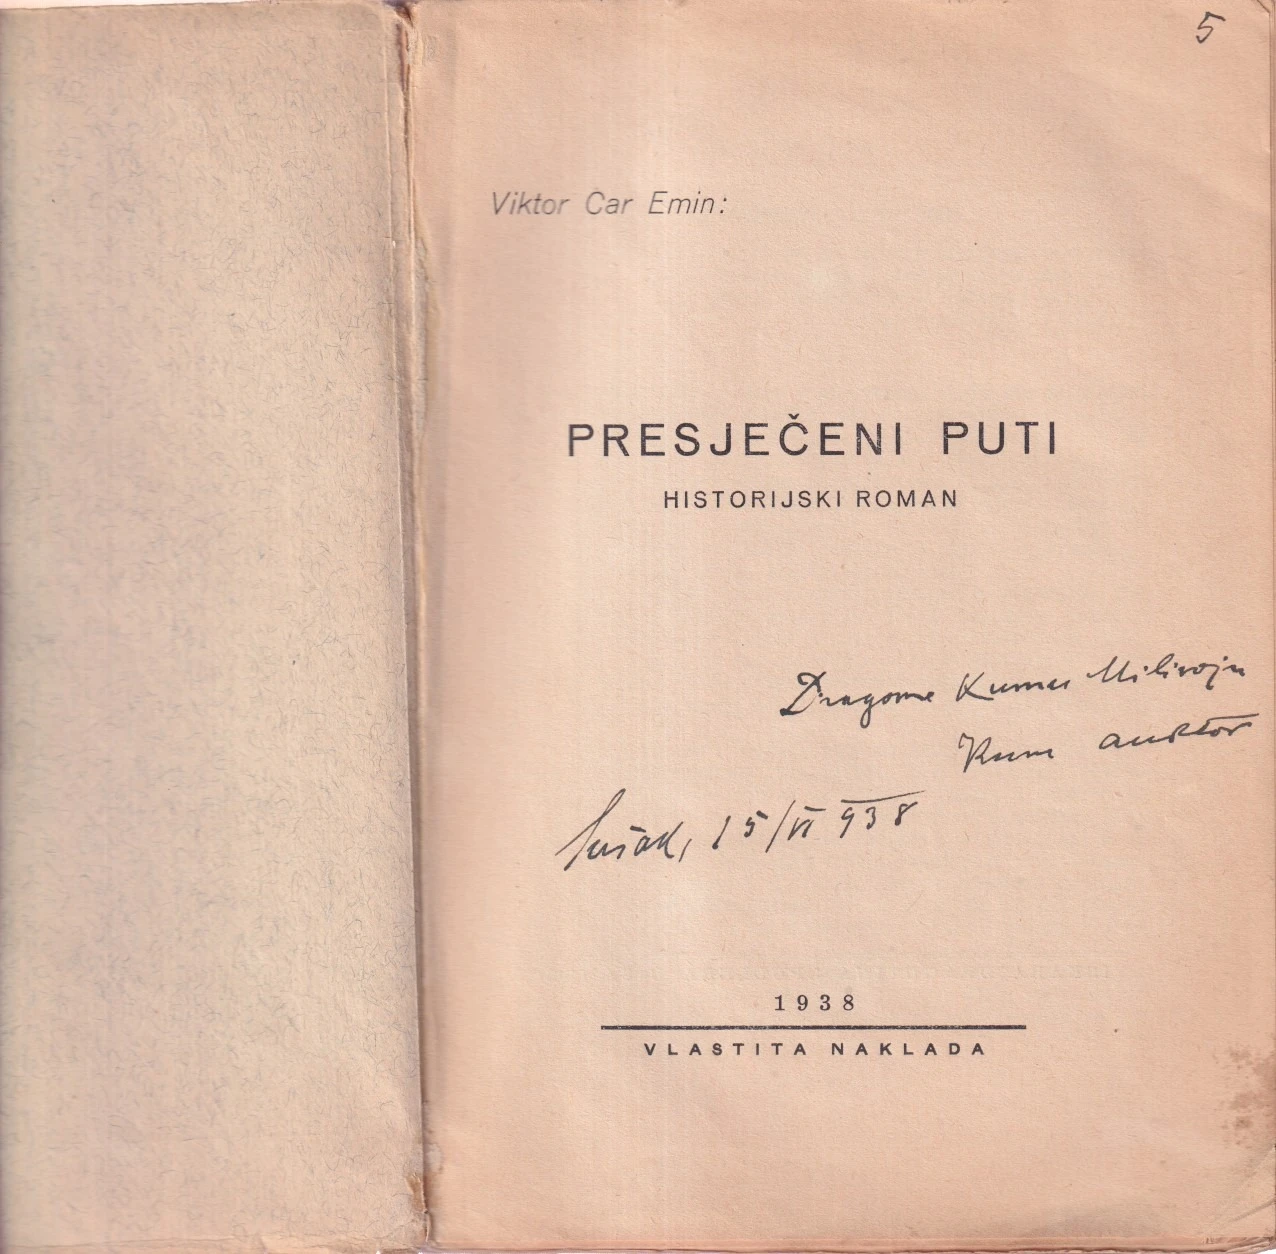 5
Viktor Car Emin:
PRESJEČENI PUTI
HISTORIJSKI ROMAN
Dragome Kumu Milivoju
Kum auktor
Sušak, 15/VI 938
1938
VLASTITA NAKLADA